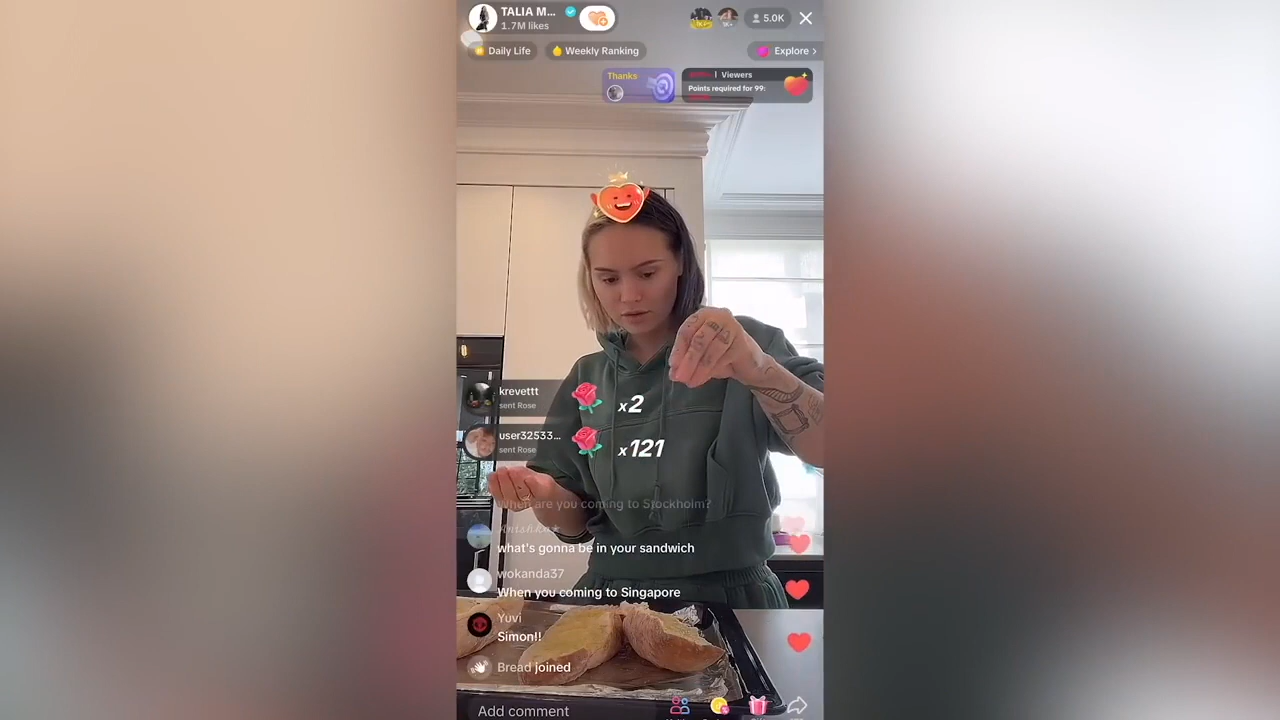 TALIA M...
1.7M likes
5.0K
Daily Life
Weekly Ranking
Explore >
Thanks
Viewers
Points required for 99:
krevettt
sent Rose
x2
user32533...
sent Rose
x121
When are you coming to Stockholm?
what's gonna be in your sandwich
wokanda37
When you coming to Singapore
Yuvi
Simon!!
Bread joined
Add comment